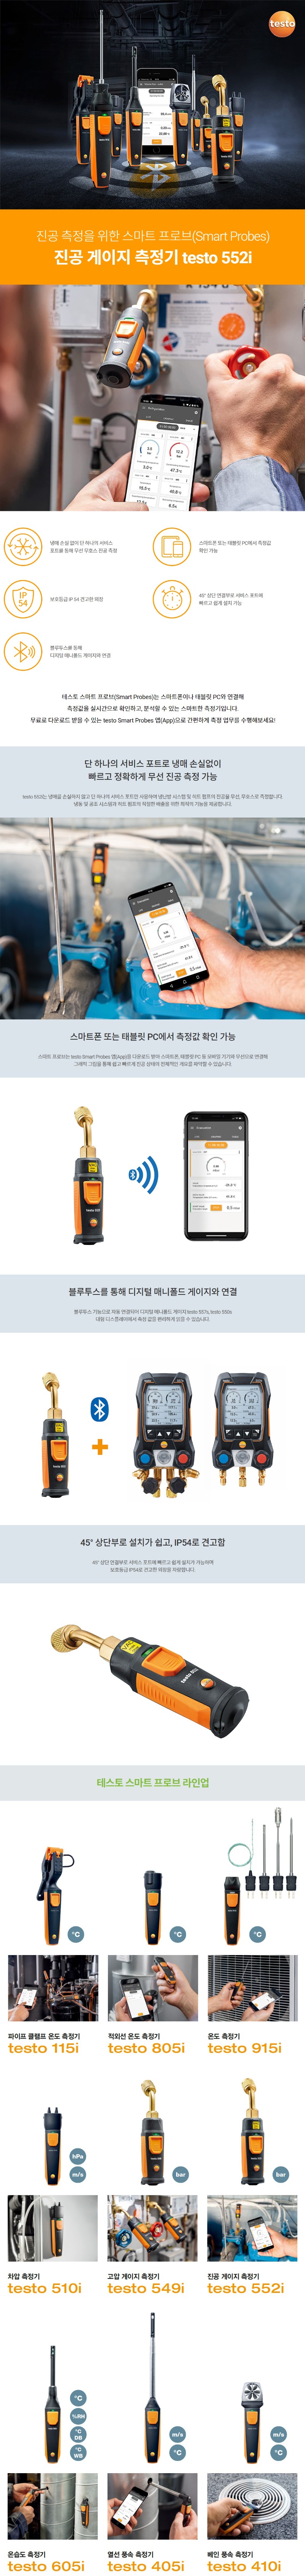 testo
진공 측정을 위한 스마트 프로브(Smart Probes)
진공 게이지 측정기 testo 552i
냉매 손실 없이 단 하나의 서비스
포트를 통해 무선 무호스 진공 측정
스마트폰 또는 태블릿 PC에서 측정값
확인 가능
IP
54
보호등급 IP 54 견고한 외장
45° 상단 연결부로 서비스 포트에
빠르고 쉽게 설치 가능
블루투스를 통해
디지털 매니폴드 게이지와 연결
테스토 스마트 프로브(Smart Probes)는 스마트폰이나 태블릿 PC와 연결해
측정값을 실시간으로 확인하고, 분석할 수 있는 스마트한 측정기입니다.
무료로 다운로드 받을 수 있는 testo Smart Probes 앱(App)으로 간편하게 측정 업무를 수행해보세요!
단 하나의 서비스 포트로 냉매 손실없이
빠르고 정확하게 무선 진공 측정 가능
testo 552i는 냉매를 손실하지 않고 단 하나의 서비스 포트만 사용하여 냉난방 시스템 및 히트 펌프의 진공을 무선, 무호스로 측정합니다.
냉동 및 공조 시스템과 히트 펌프의 적절한 배출을 위한 최적의 기능을 제공합니다.
스마트폰 또는 태블릿 PC에서 측정값 확인 가능
스마트 프로브는 testo Smart Probes 앱(App)을 다운로드 받아 스마트폰, 태블릿 PC 등 모바일 기기와 무선으로 연결해
그래픽 그림을 통해 쉽고 빠르게 진공 상태의 전체적인 개요를 파악할 수 있습니다.
블루투스를 통해 디지털 매니폴드 게이지와 연결
블루투스 기능으로 자동 연결되어 디지털 매니폴드 게이지 testo 557s, testo 550s
대형 디스플레이에서 측정 값을 편리하게 읽을 수 있습니다.
45° 상단부로 설치가 쉽고, IP54로 견고함
45° 상단 연결부로 서비스 포트에 빠르고 쉽게 설치가 가능하며
보호등급 IP54로 견고한 외장을 자랑합니다.
testo 552i
테스토 스마트 프로브 라인업
°C
°C
°C
파이프 클램프 온도 측정기
적외선 온도 측정기
온도 측정기
testo 115i
testo 805i
testo 915i
hPa
m/s
bar
bar
차압 측정기
고압 게이지 측정기
진공 게이지 측정기
testo 510i
testo 549i
testo 552i
°C
%RH
°C
DB
°C
WB
m/s
°C
m/s
°C
온습도 측정기
열선 풍속 측정기
베인 풍속 측정기
testo 605i
testo 405i
testo 410i